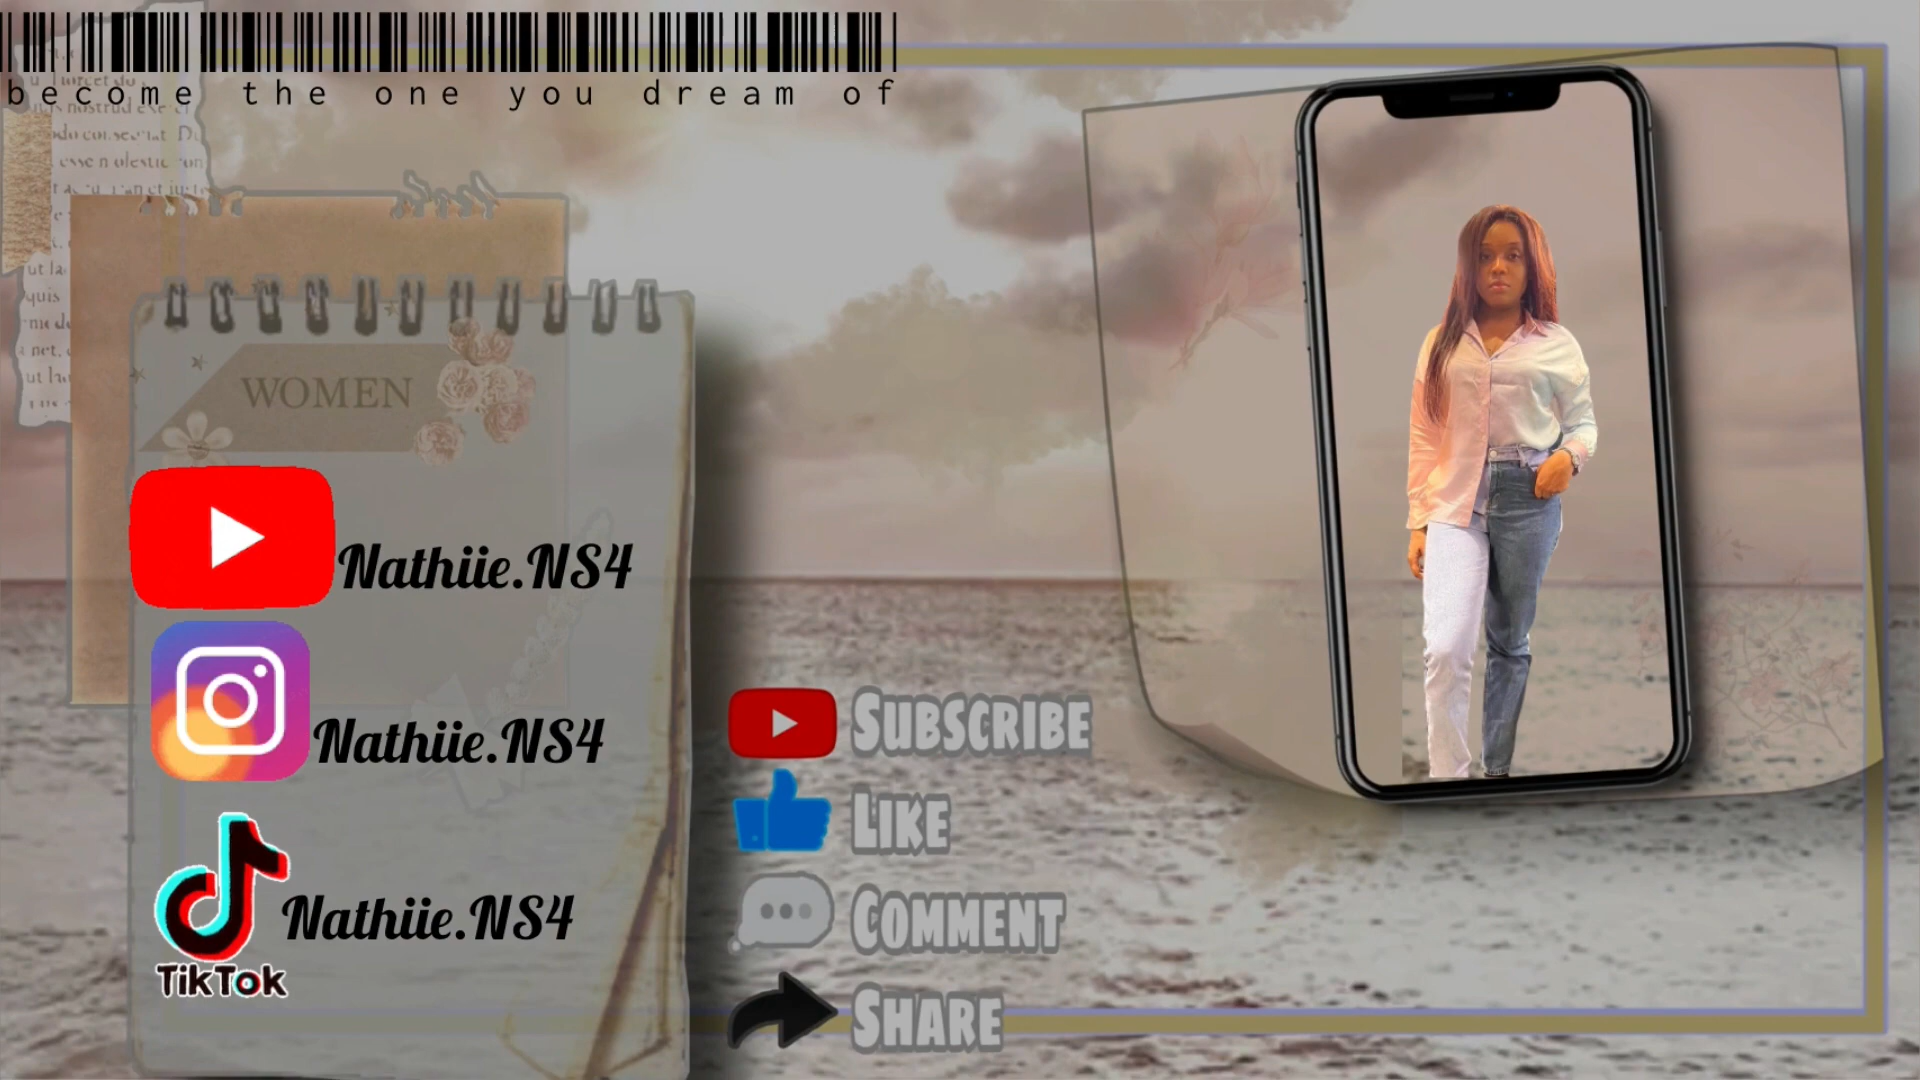 become the one you dream of
WOMEN
Nathiie.NS4
Nathiie.NS4
Nathiie.NS4
TikTok
SUBSCRIBE
LIKE
COMMENT
SHARE